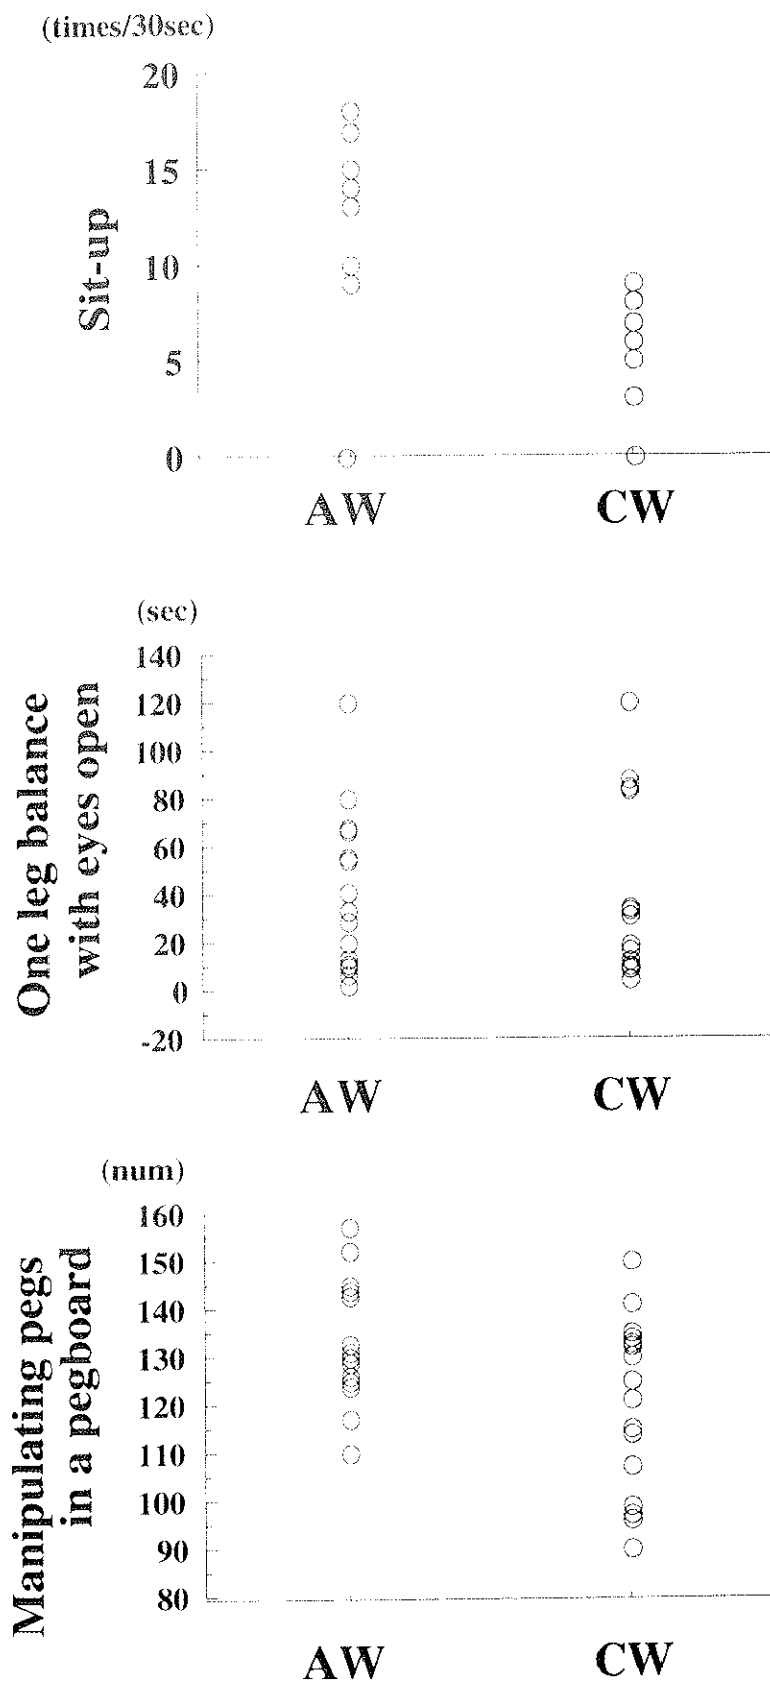 (times/30sec)
20
15
10
5
0
Sit-up
AW
CW
(sec)
140
120
100
80
60
40
20
0
-20
One leg balance
with eyes open
AW
CW
(num)
160
150
140
130
120
110
100
90
80
Manipulating pegs
in a pegboard
AW
CW